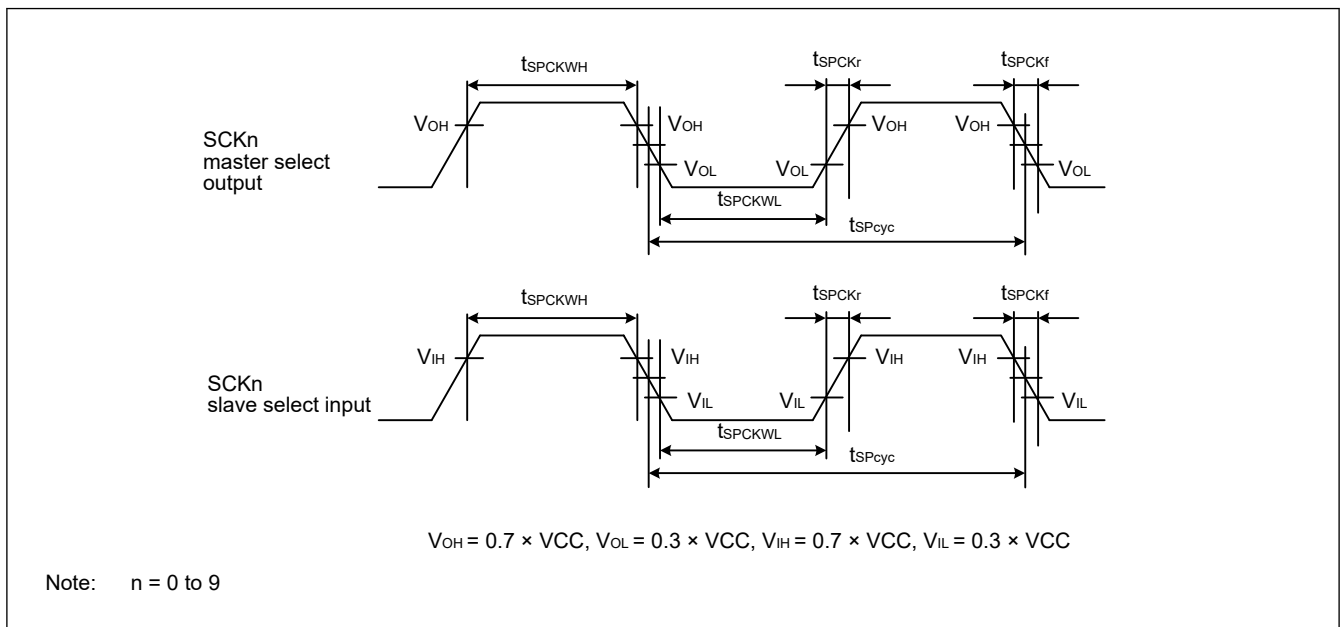 tSPCKWH
tSPCKr
tSPCKf
VOH
VOH
VOH
VOH
SCKn
master select
output
VOL
VOL
VOL
tSPCKWL
tSPcyc
tSPCKWH
tSPCKr
tSPCKf
VIH
VIH
VIH
VIH
SCKn
slave select input
VIL
VIL
VIL
tSPCKWL
tSPcyc
VOH = 0.7 × VCC, VOL = 0.3 × VCC, VIH = 0.7 × VCC, VIL = 0.3 × VCC
Note: n = 0 to 9